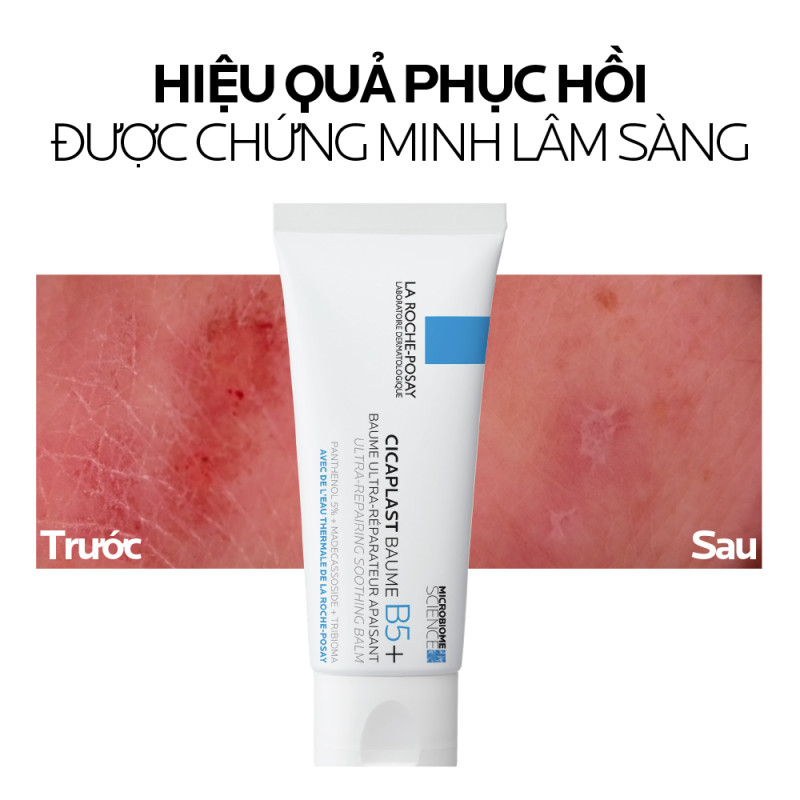 HIỆU QUẢ PHỤC HỒI
ĐƯỢC CHỨNG MINH LÂM SÀNG
LA ROCHE-POSAY
LABORATOIRE DERMATOLOGIQUE
CICAPLAST BAUME B5+
BAUME ULTRA-RÉPARATEUR APAISANT
ULTRA-REPAIRING SOOTHING BALM
PANTHENOL 5% + MADECASSOSIDE + TRIBIOMA
AVEC DE L'EAU THERMALE DE LA ROCHE-POSAY
MICROBIOME
SCIENCE
Trước
Sau